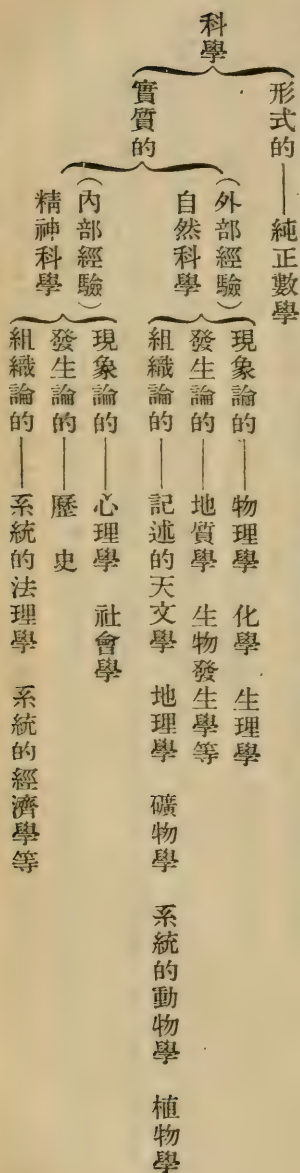 科學
形式的——純正數學
實質的
(外部經驗)
自然科學
現象論的——物理學 化學 生理學
發生論的——地質學 生物發生學等
組織論的——記述的天文學 地理學 礦物學 系統的動物學 植物學
(內部經驗)
精神科學
現象論的——心理學 社會學
發生論的——歷史
組織論的——系統的法理學 系統的經濟學等